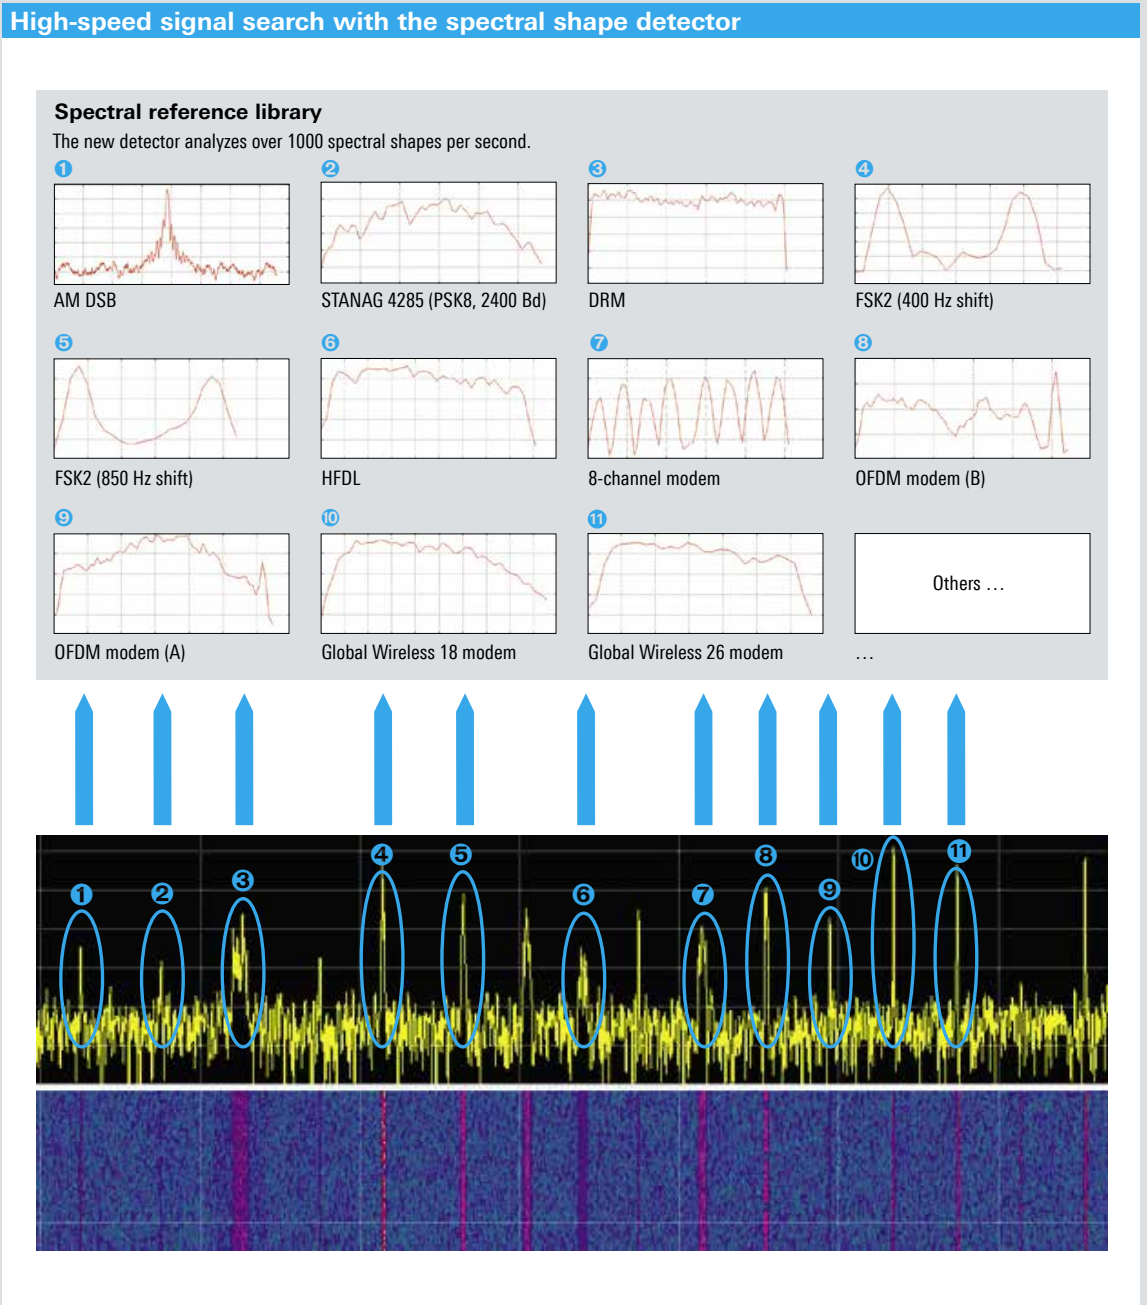 High-speed signal search with the spectral shape detector
Spectral reference library
The new detector analyzes over 1000 spectral shapes per second.
1 2 3 4
AM DSB
STANAG 4285 (PSK8, 2400 Bd)
DRM
FSK2 (400 Hz shift)
5 6 7 8
FSK2 (850 Hz shift)
HFDL
8-channel modem
OFDM modem (B)
9 10 11
Others …
OFDM modem (A)
Global Wireless 18 modem
Global Wireless 26 modem
…
1 2 3 4 5 6 7 8 9 10 11